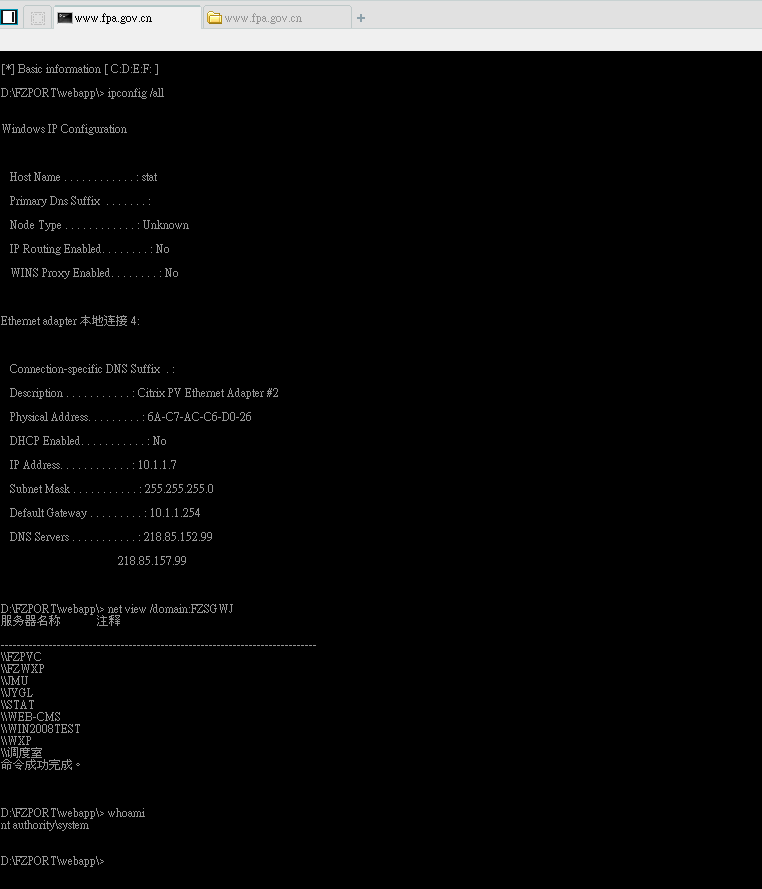 www.fpa.gov.cn
www.fpa.gov.cn
[*] Basic information [ C:D:E:F: ]
D:\FZPORT\webapp\> ipconfig /all
Windows IP Configuration
Host Name . . . . . . . . . . . . : stat
Primary Dns Suffix . . . . . . . :
Node Type . . . . . . . . . . . . : Unknown
IP Routing Enabled. . . . . . . . : No
WINS Proxy Enabled. . . . . . . . : No
Ethernet adapter 本地连接 4:
Connection-specific DNS Suffix . :
Description . . . . . . . . . . . : Citrix PV Ethernet Adapter #2
Physical Address. . . . . . . . . : 6A-C7-AC-C6-D0-26
DHCP Enabled. . . . . . . . . . . : No
IP Address. . . . . . . . . . . . : 10.1.1.7
Subnet Mask . . . . . . . . . . . : 255.255.255.0
Default Gateway . . . . . . . . . : 10.1.1.254
DNS Servers . . . . . . . . . . . : 218.85.152.99
218.85.157.99
D:\FZPORT\webapp\> net view /domain:FZSGWJ
服务器名称 注释
-------------------------------------------------------------------------------
\\FZPVC
\\FZWXP
\\JMU
\\JYGL
\\STAT
\\WEB-CMS
\\WIN2008TEST
\\WXP
\\调度室
命令成功完成。
D:\FZPORT\webapp\> whoami
nt authority\system
D:\FZPORT\webapp\>